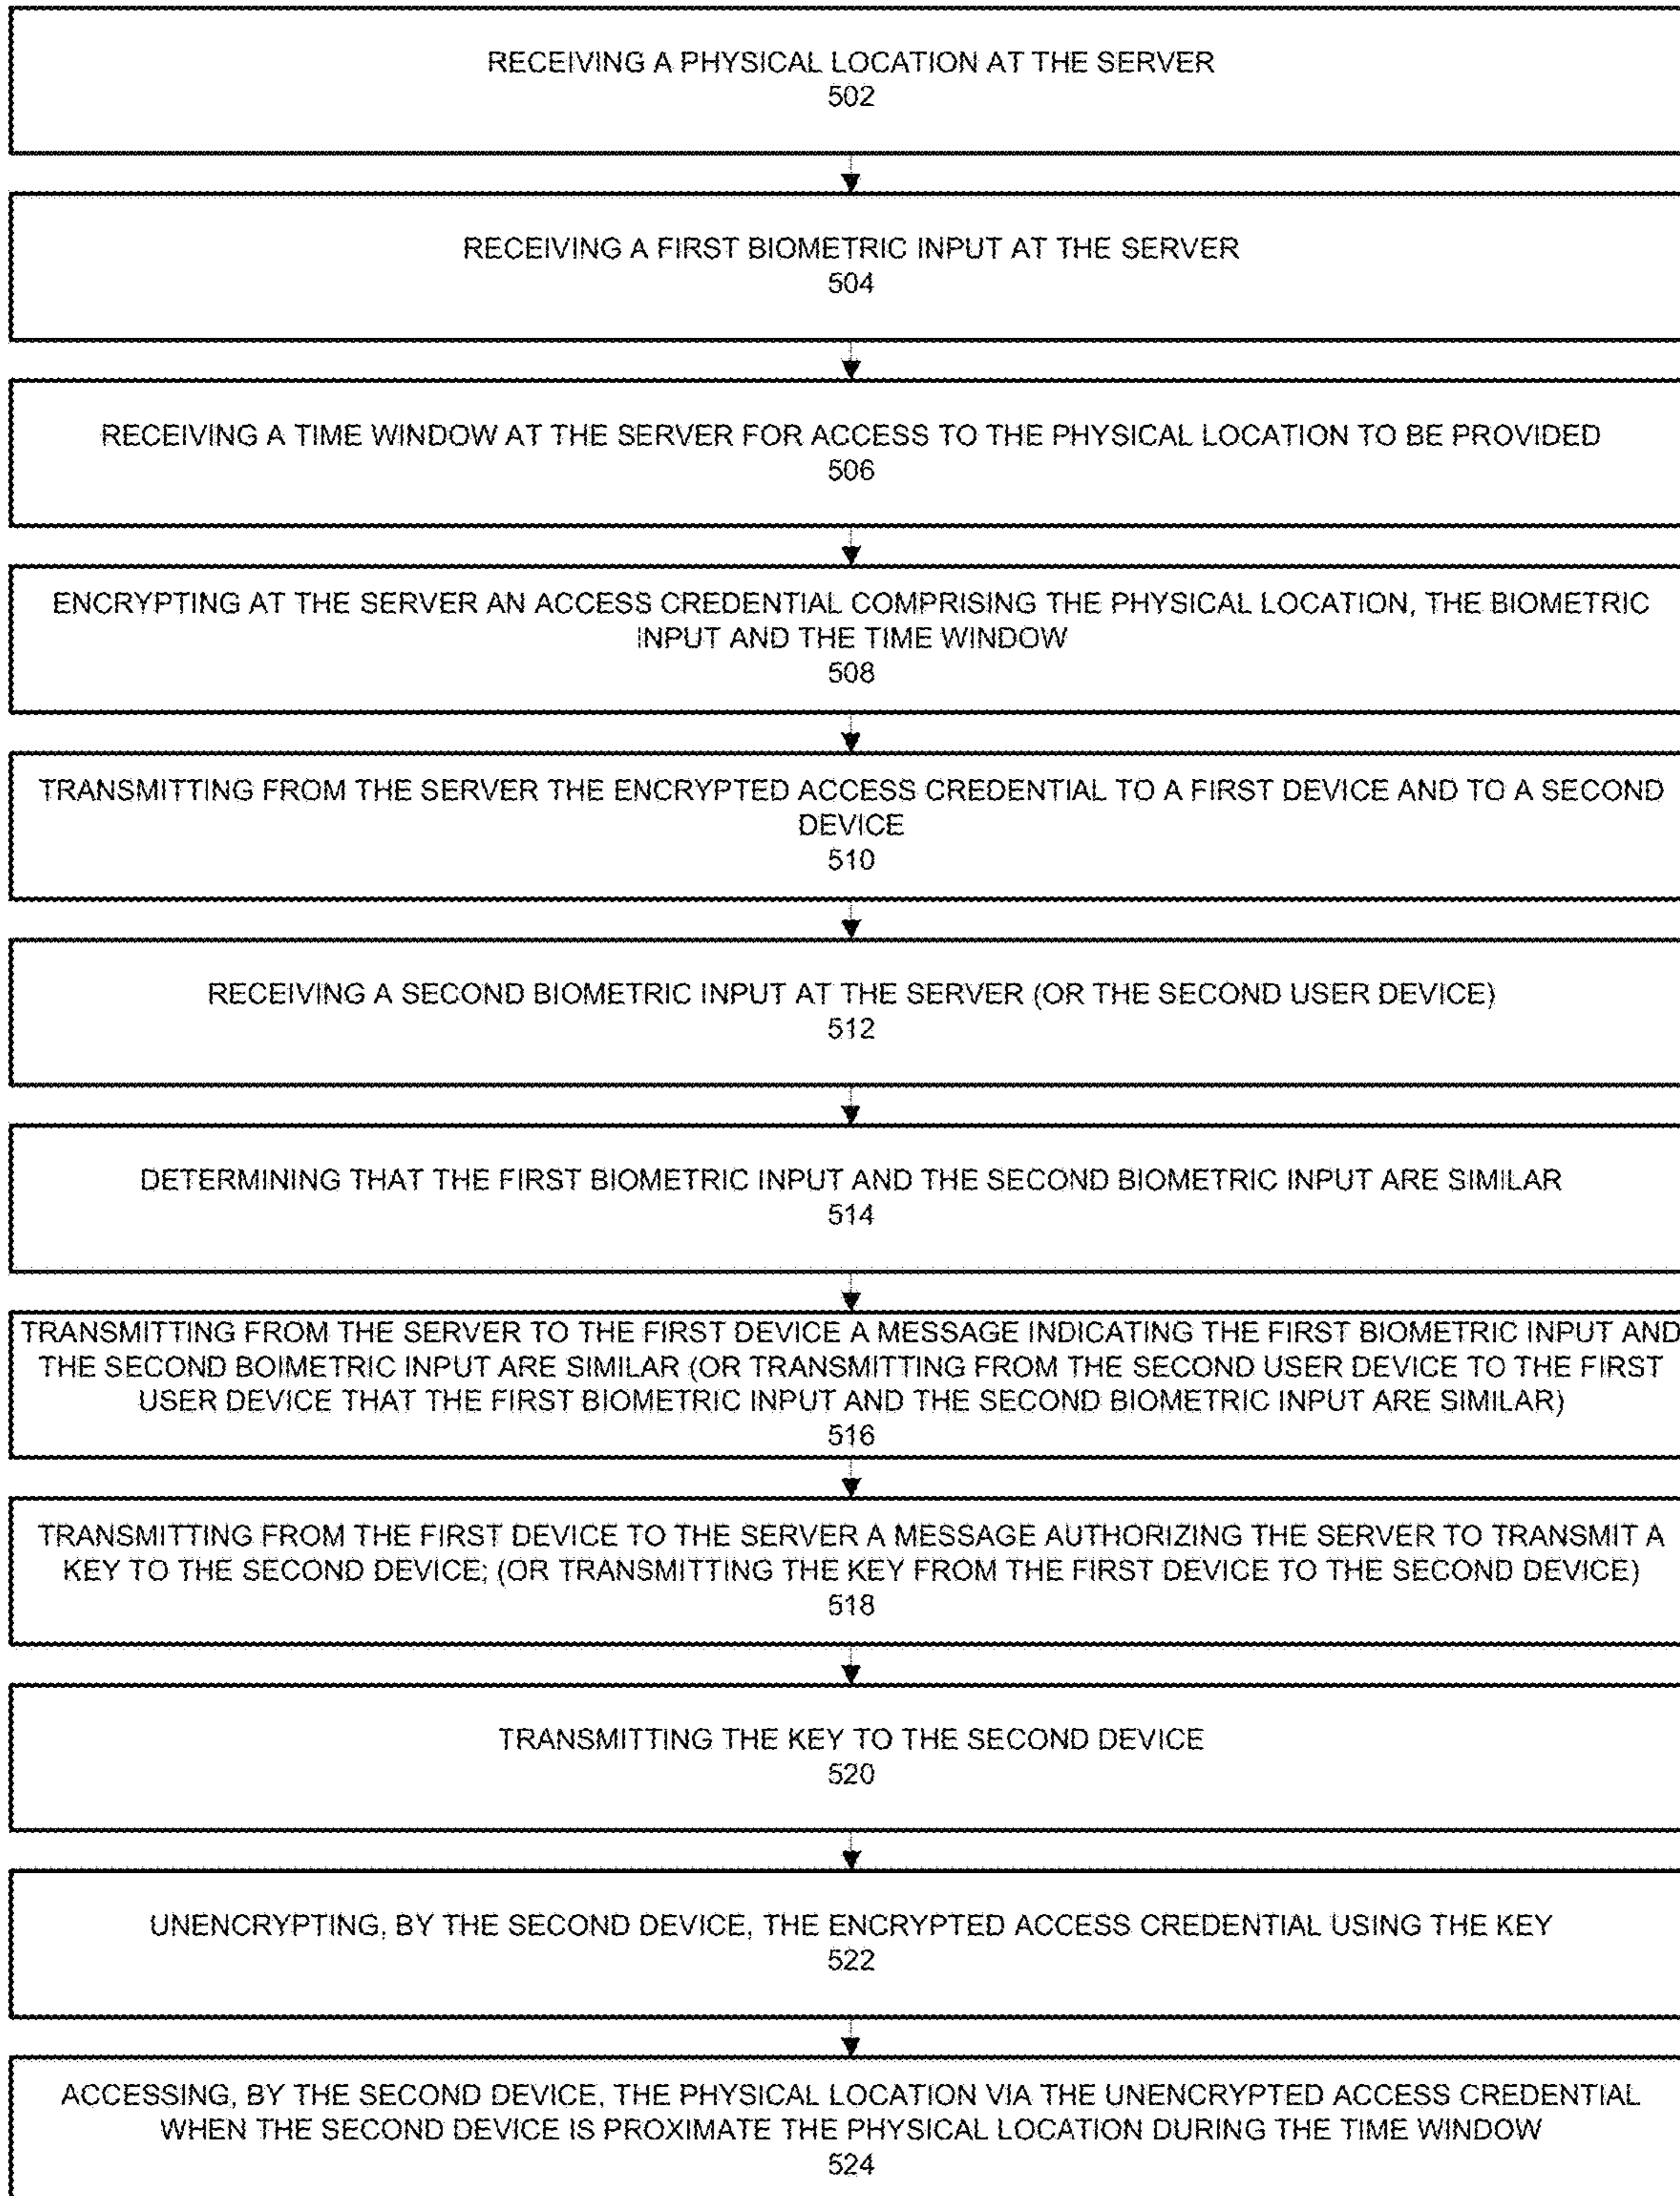 RECEIVING A PHYSICAL LOCATION AT THE SERVER
502
RECEIVING A FIRST BIOMETRIC INPUT AT THE SERVER
504
RECEIVING A TIME WINDOW AT THE SERVER FOR ACCESS TO THE PHYSICAL LOCATION TO BE PROVIDED
506
ENCRYPTING AT THE SERVER AN ACCESS CREDENTIAL COMPRISING THE PHYSICAL LOCATION, THE BIOMETRIC
INPUT AND THE TIME WINDOW
508
TRANSMITTING FROM THE SERVER THE ENCRYPTED ACCESS CREDENTIAL TO A FIRST DEVICE AND TO A SECOND
DEVICE
510
RECEIVING A SECOND BIOMETRIC INPUT AT THE SERVER (OR THE SECOND USER DEVICE)
512
DETERMINING THAT THE FIRST BIOMETRIC INPUT AND THE SECOND BIOMETRIC INPUT ARE SIMILAR
514
TRANSMITTING FROM THE SERVER TO THE FIRST DEVICE A MESSAGE INDICATING THE FIRST BIOMETRIC INPUT AND
THE SECOND BOIMETRIC INPUT ARE SIMILAR (OR TRANSMITTING FROM THE SECOND USER DEVICE TO THE FIRST
USER DEVICE THAT THE FIRST BIOMETRIC INPUT AND THE SECOND BIOMETRIC INPUT ARE SIMILAR)
516
TRANSMITTING FROM THE FIRST DEVICE TO THE SERVER A MESSAGE AUTHORIZING THE SERVER TO TRANSMIT A
KEY TO THE SECOND DEVICE; (OR TRANSMITTING THE KEY FROM THE FIRST DEVICE TO THE SECOND DEVICE)
518
TRANSMITTING THE KEY TO THE SECOND DEVICE
520
UNENCRYPTING, BY THE SECOND DEVICE, THE ENCRYPTED ACCESS CREDENTIAL USING THE KEY
522
ACCESSING, BY THE SECOND DEVICE, THE PHYSICAL LOCATION VIA THE UNENCRYPTED ACCESS CREDENTIAL
WHEN THE SECOND DEVICE IS PROXIMATE THE PHYSICAL LOCATION DURING THE TIME WINDOW
524